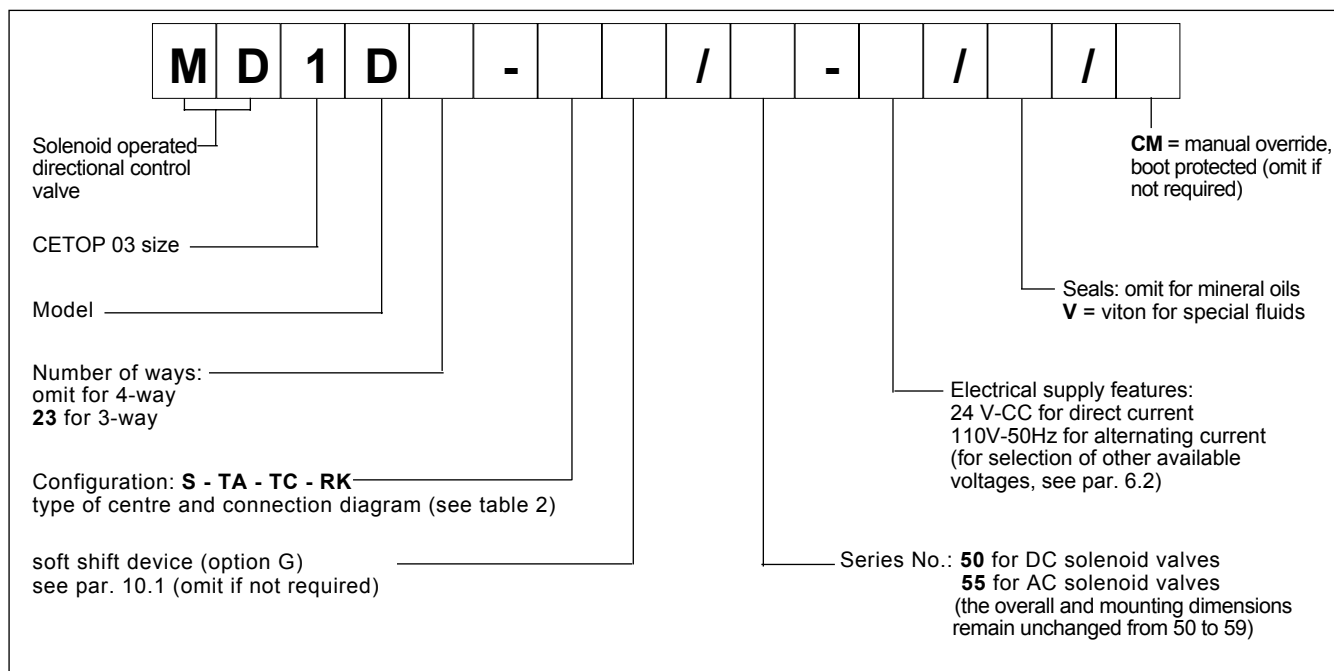 M D 1 D - / - / /
Solenoid operated
directional control
valve
CETOP 03 size
Model
Number of ways:
omit for 4-way
23 for 3-way
Configuration: S - TA - TC - RK
type of centre and connection diagram (see table 2)
soft shift device (option G)
see par. 10.1 (omit if not required)
CM = manual override,
boot protected (omit if
not required)
Seals: omit for mineral oils
V = viton for special fluids
Electrical supply features:
24 V-CC for direct current
110V-50Hz for alternating current
(for selection of other available
voltages, see par. 6.2)
Series No.: 50 for DC solenoid valves
55 for AC solenoid valves
(the overall and mounting dimensions
remain unchanged from 50 to 59)